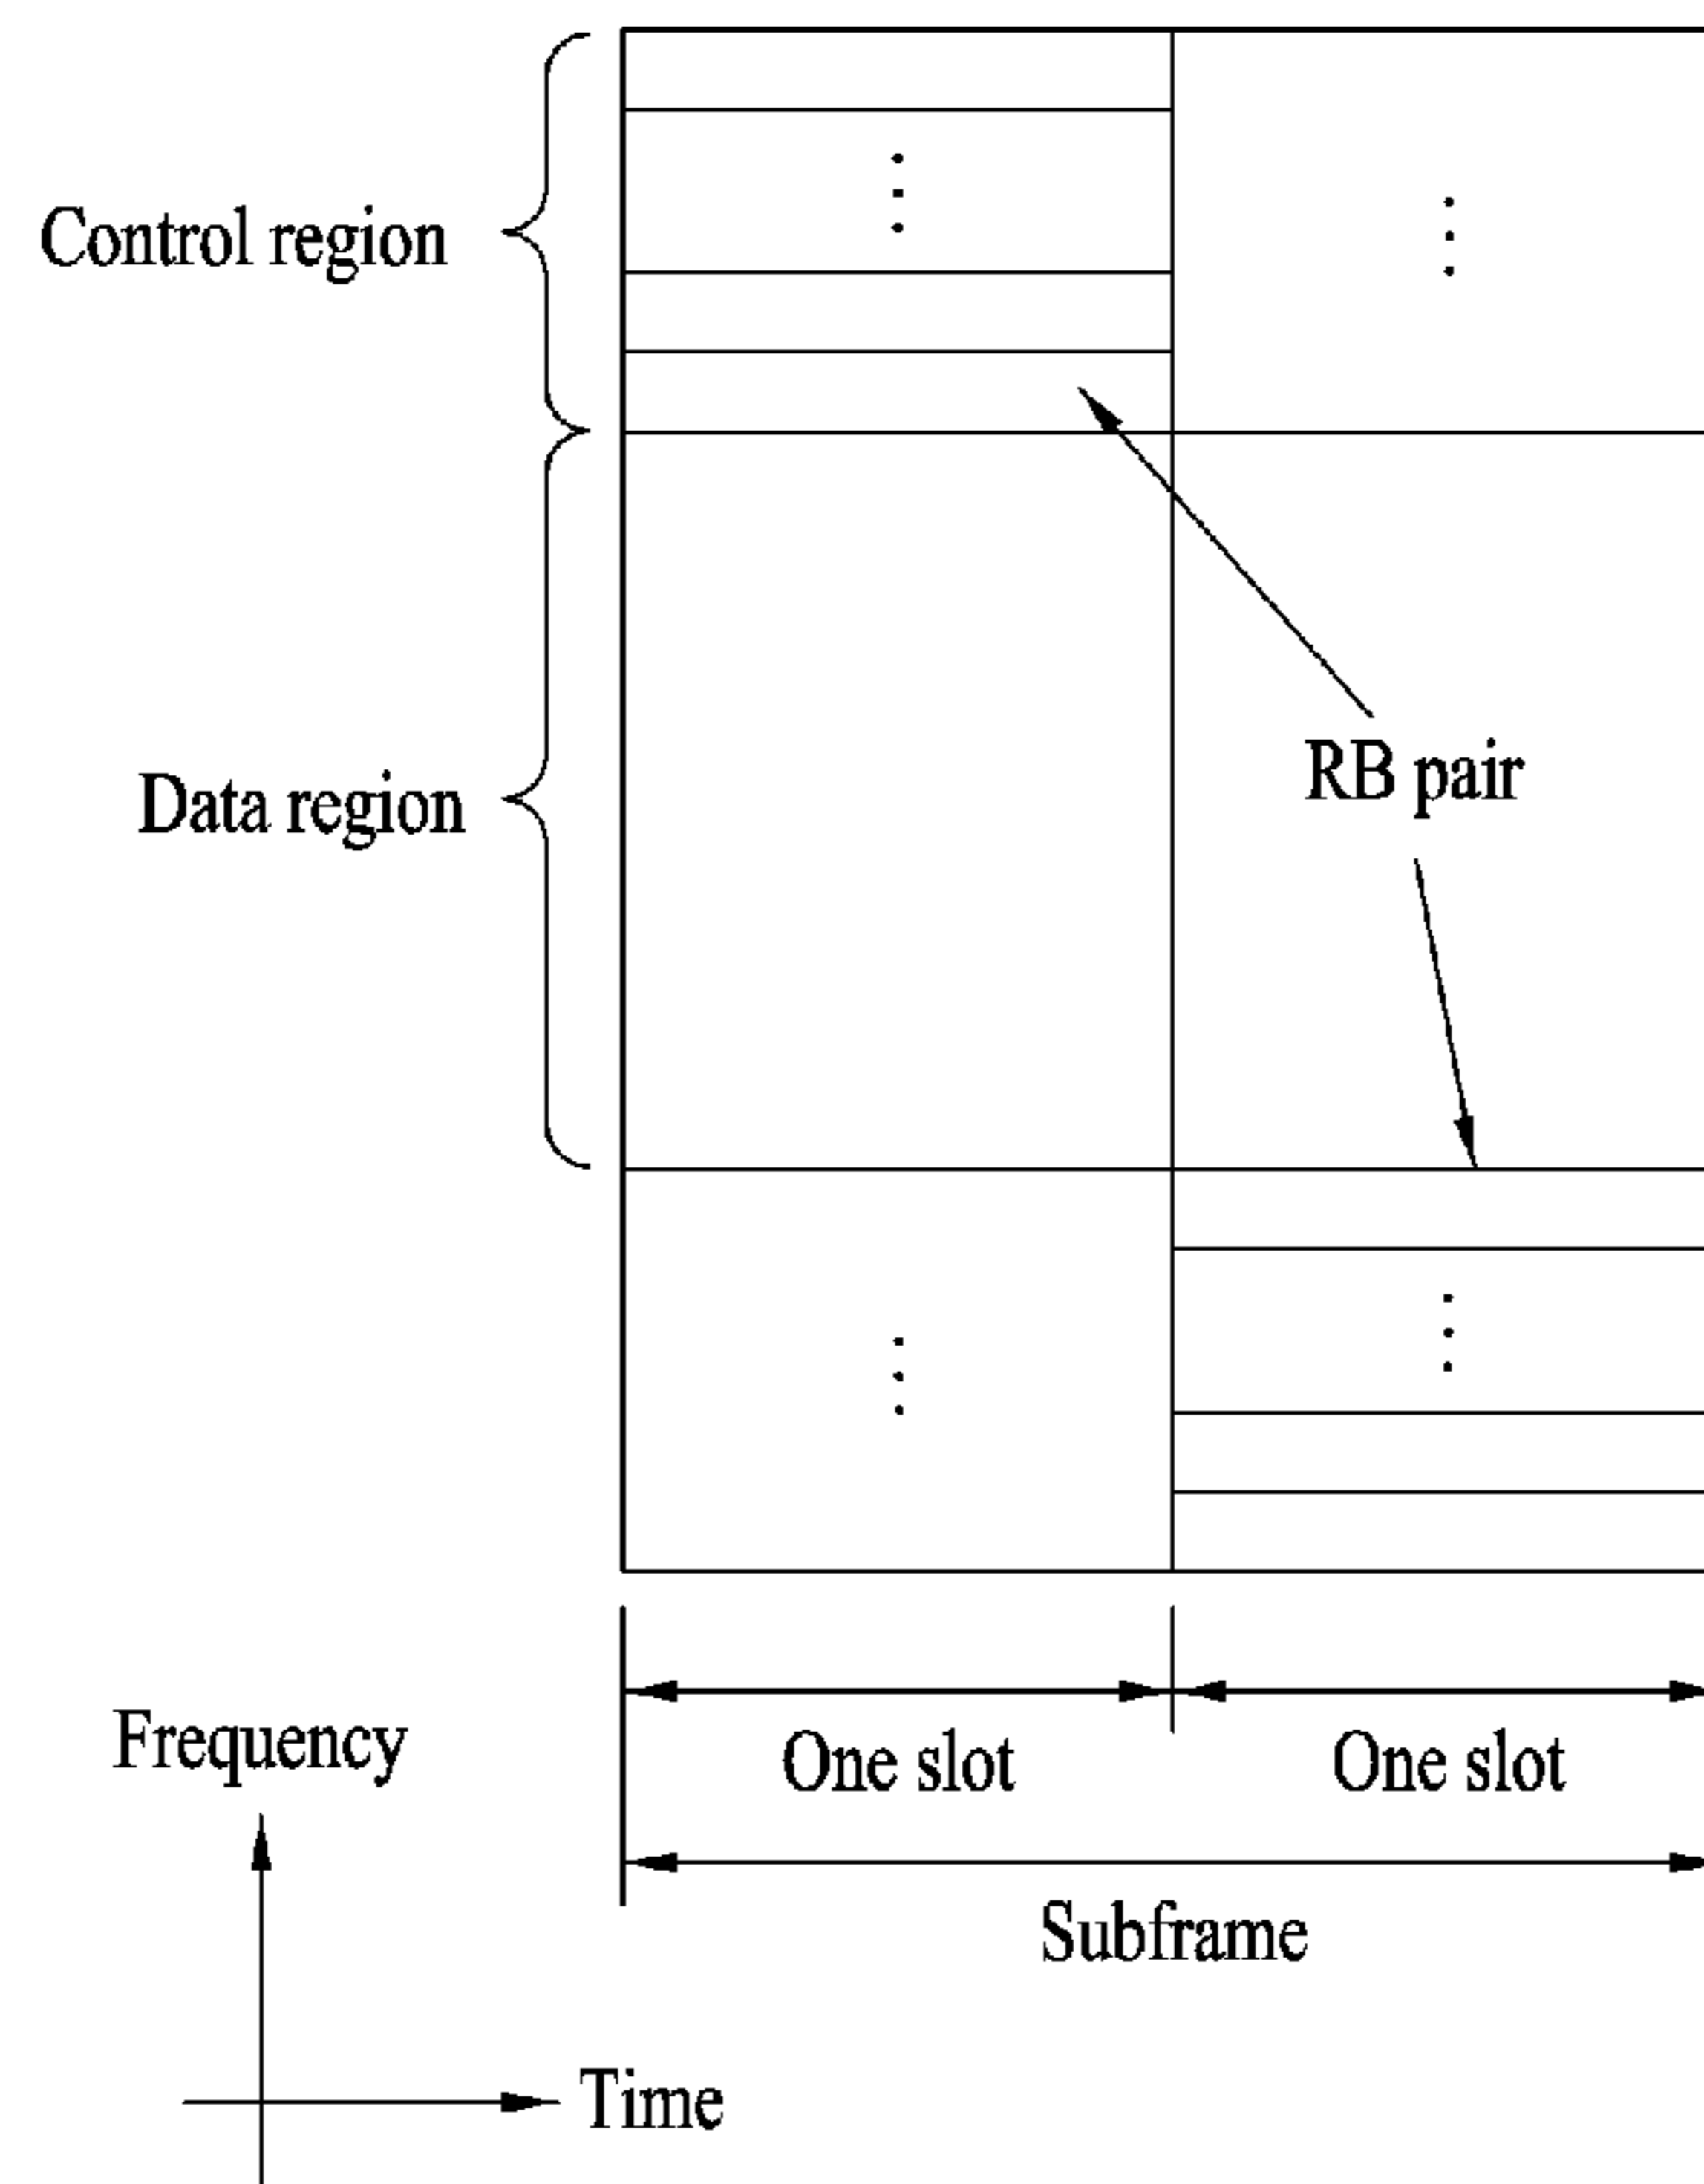 Control region
Data region
RB pair
One slot
One slot
Subframe
Frequency
Time